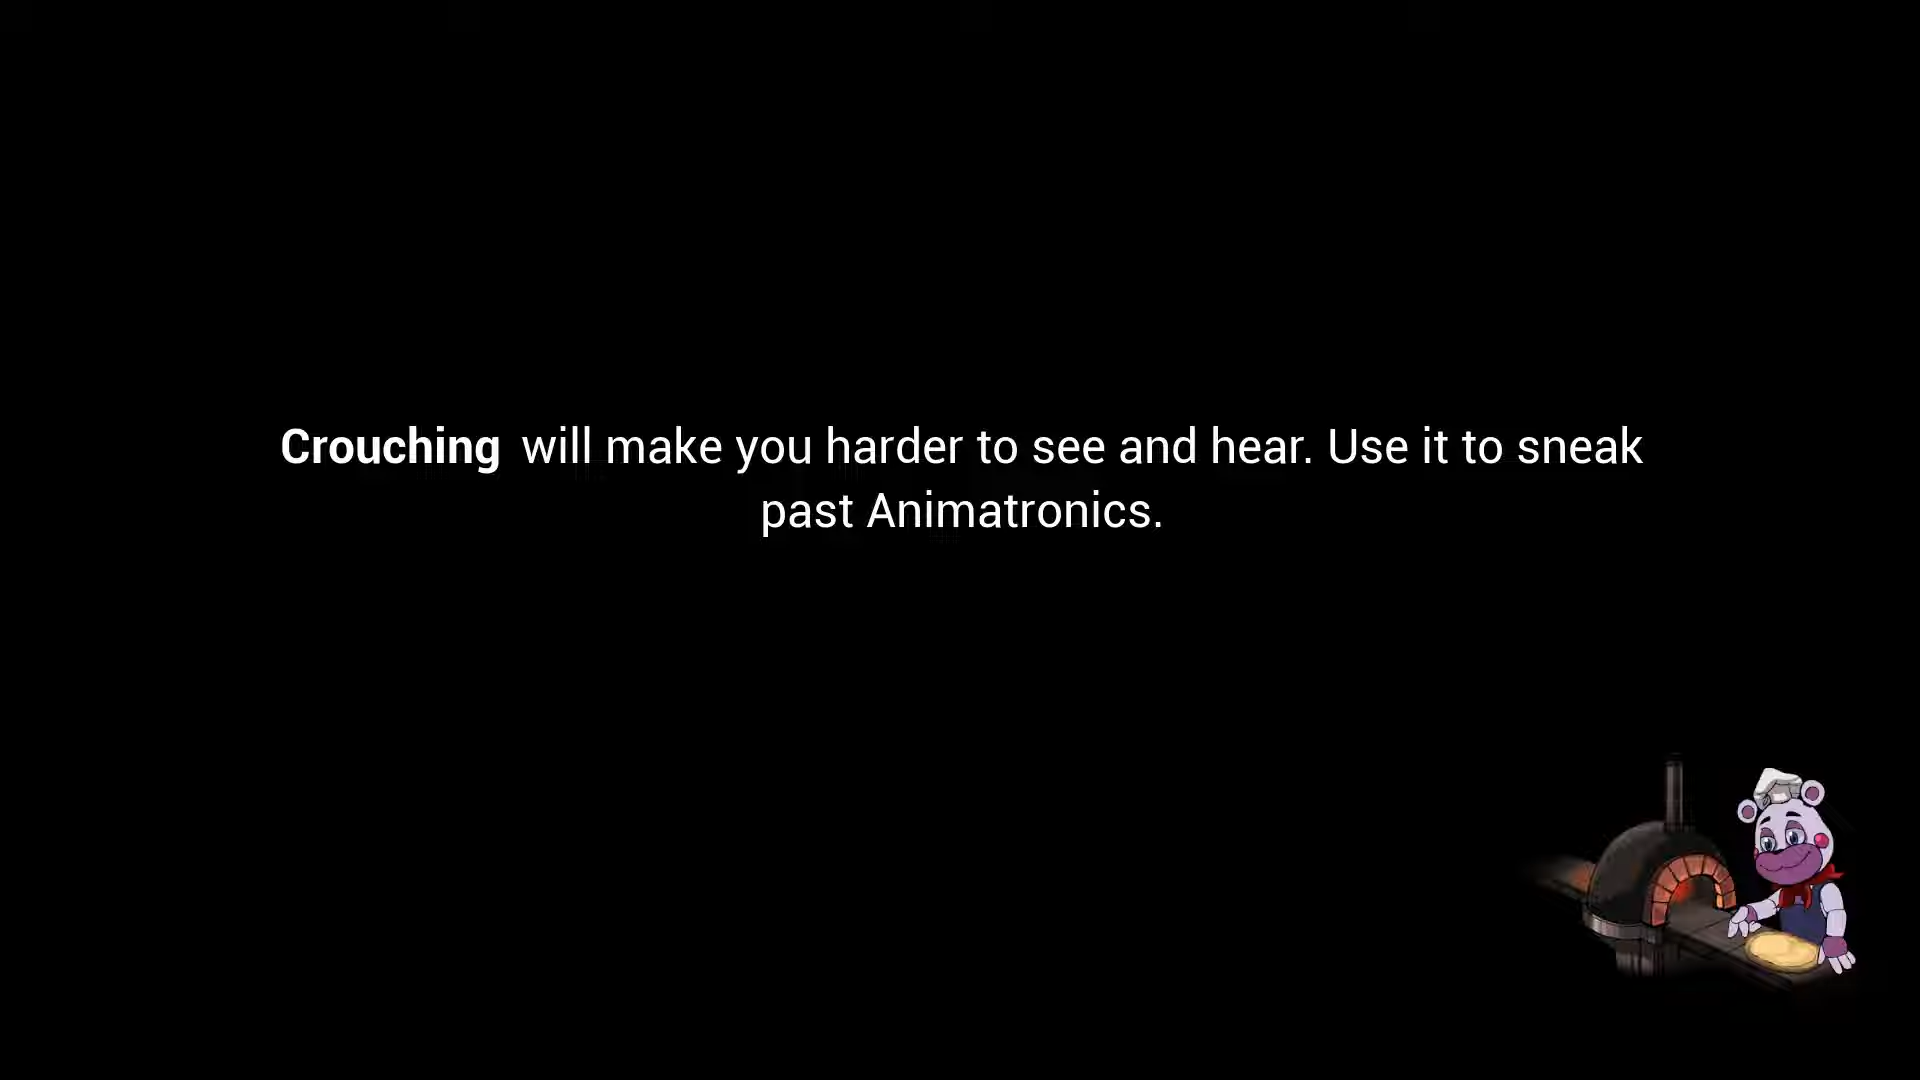 Crouching will make you harder to see and hear. Use it to sneak
past Animatronics.